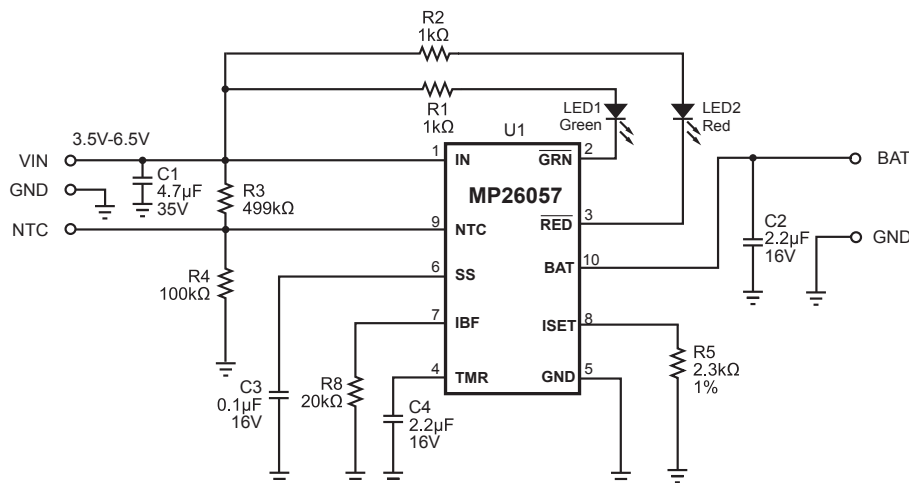 R2
1kΩ
R1
1kΩ
LED1
Green
LED2
Red
3.5V-6.5V
U1
VIN
1
IN
GRN
2
BAT
GND
C1
4.7µF
35V
R3
499kΩ
MP26057
NTC
9
NTC
RED
3
C2
2.2µF
16V
GND
R4
100kΩ
6
SS
BAT
10
7
IBF
ISET
8
R5
2.3kΩ
1%
4
TMR
GND
5
C3
0.1µF
16V
R8
20kΩ
C4
2.2µF
16V